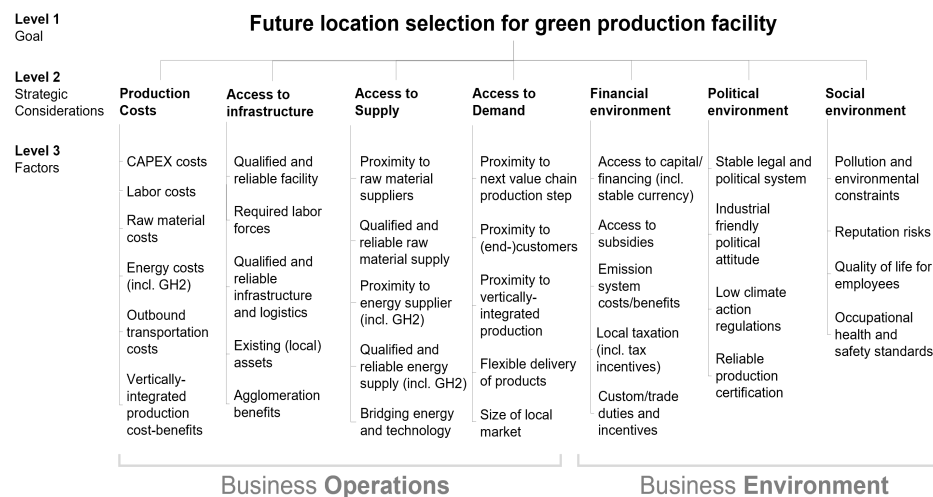 Level 1
Goal
Future location selection for green production facility
Level 2
Strategic
Considerations
Production
Costs
Access to
infrastructure
Access to
Supply
Access to
Demand
Financial
environment
Political
environment
Social
environment
Level 3
Factors
CAPEX costs
Labor costs
Raw material
costs
Energy costs
(incl. GH2)
Outbound
transportation
costs
Vertically-
integrated
production
cost-benefits
Qualified and
reliable facility
Required labor
forces
Qualified and
reliable
infrastructure
and logistics
Existing (local)
assets
Agglomeration
benefits
Proximity to
raw material
suppliers
Qualified and
reliable raw
material supply
Proximity to
energy supplier
(incl. GH2)
Qualified and
reliable energy
supply (incl. GH2)
Bridging energy
and technology
Proximity to
next value chain
production step
Proximity to
(end-)customers
Proximity to
vertically-
integrated
production
Flexible delivery
of products
Size of local
market
Access to capital/
financing (incl.
stable currency)
Access to
subsidies
Emission
system
costs/benefits
Local taxation
(incl. tax
incentives)
Custom/trade
duties and
incentives
Stable legal and
political system
Industrial
friendly
political
attitude
Low climate
action
regulations
Reliable
production
certification
Pollution and
environmental
constraints
Reputation risks
Quality of life for
employees
Occupational
health and
safety standards
Business Operations
Business Environment